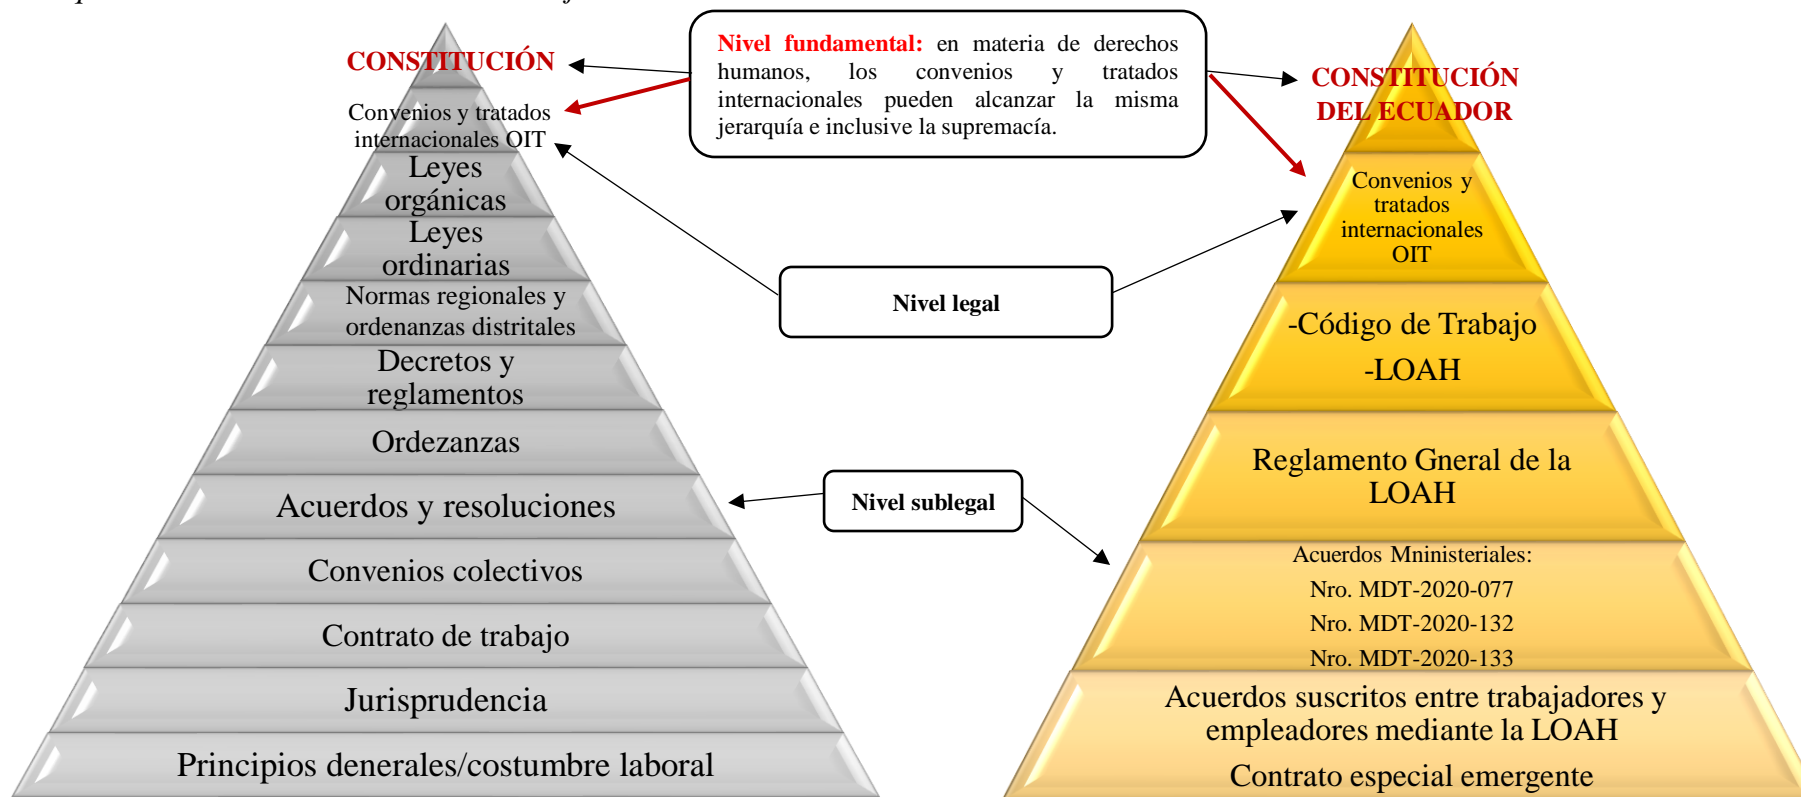 CONSTITUCIÓN
Convenios y tratados
internacionales OIT
Leyes
orgánicas
Leyes
ordinarias
Normas regionales y
ordenanzas distritales
Decretos y
reglamentos
Ordezanzas
Acuerdos y resoluciones
Convenios colectivos
Contrato de trabajo
Jurisprudencia
Principios denerales/costumbre laboral
Nivel fundamental: en materia de derechos
humanos, los convenios y tratados
internacionales pueden alcanzar la misma
jerarquía e inclusive la supremacía.
Nivel legal
Nivel sublegal
CONSTITUCIÓN
DEL ECUADOR
Convenios y
tratados
internacionales
OIT
-Código de Trabajo
-LOAH
Reglamento Gneral de la
LOAH
Acuerdos Mninisteriales:
Nro. MDT-2020-077
Nro. MDT-2020-132
Nro. MDT-2020-133
Acuerdos suscritos entre trabajadores y
empleadores mediante la LOAH
Contrato especial emergente